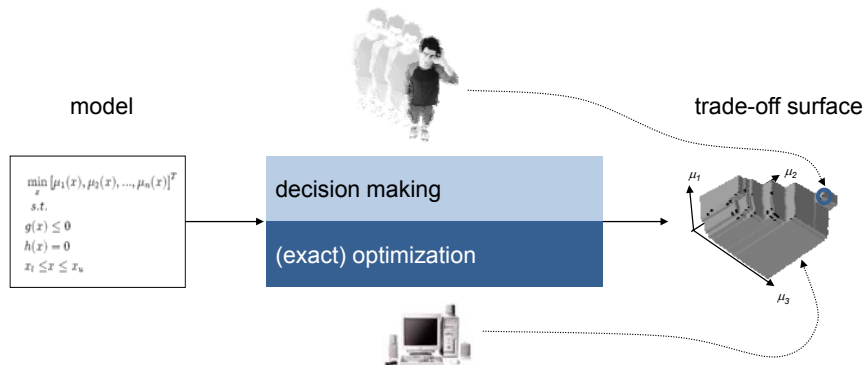 model
trade-off surface
min [μ₁(x), μ₂(x), ..., μₙ(x)]ᵀ
x
s.t.
g(x) ≤ 0
h(x) = 0
xₗ ≤ x ≤ xᵤ
decision making
(exact) optimization
μ₁
μ₂
μ₃